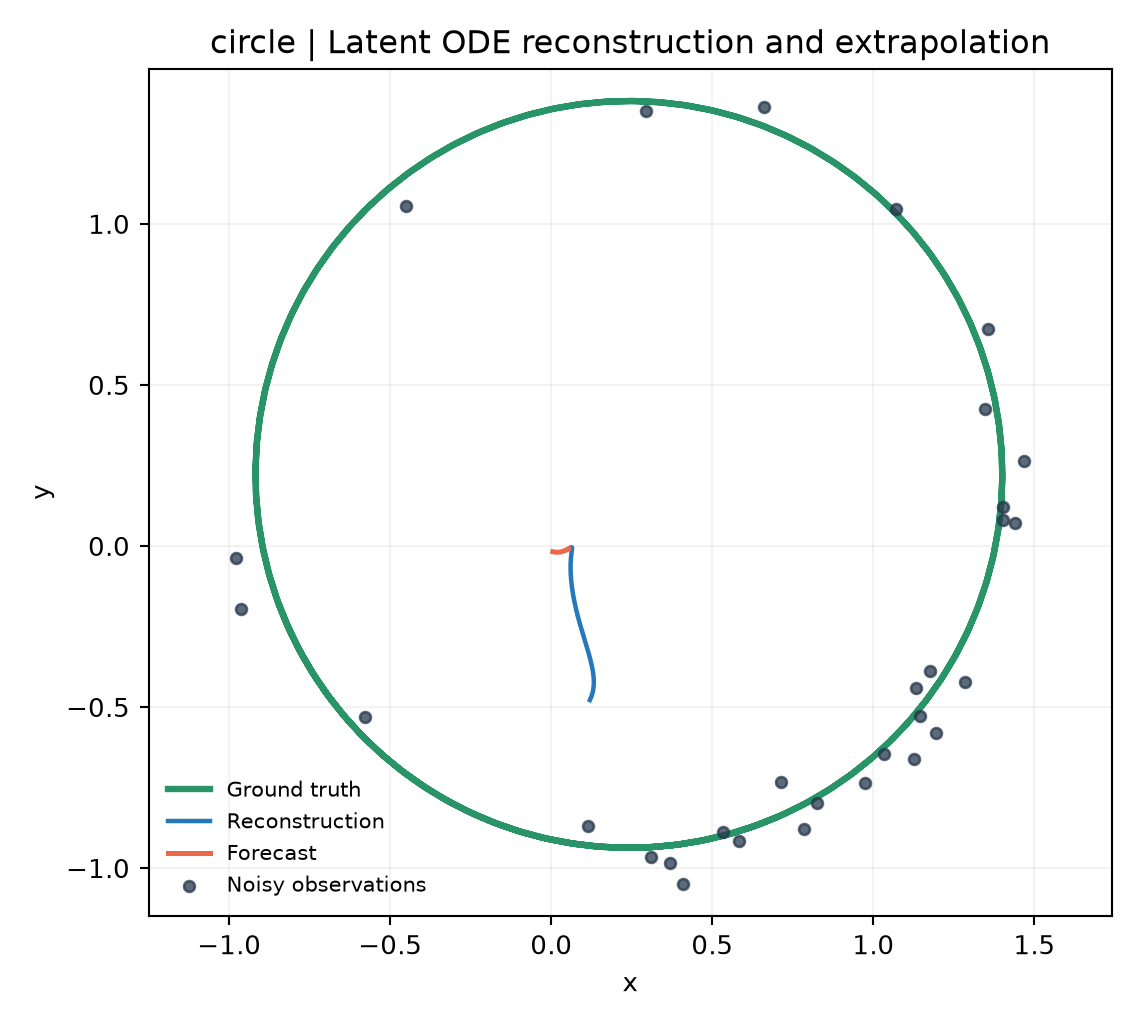 circle | Latent ODE reconstruction and extrapolation
y
1.0
0.5
0.0
−0.5
−1.0
Ground truth
Reconstruction
Forecast
Noisy observations
−1.0 −0.5 0.0 0.5 1.0 1.5
x